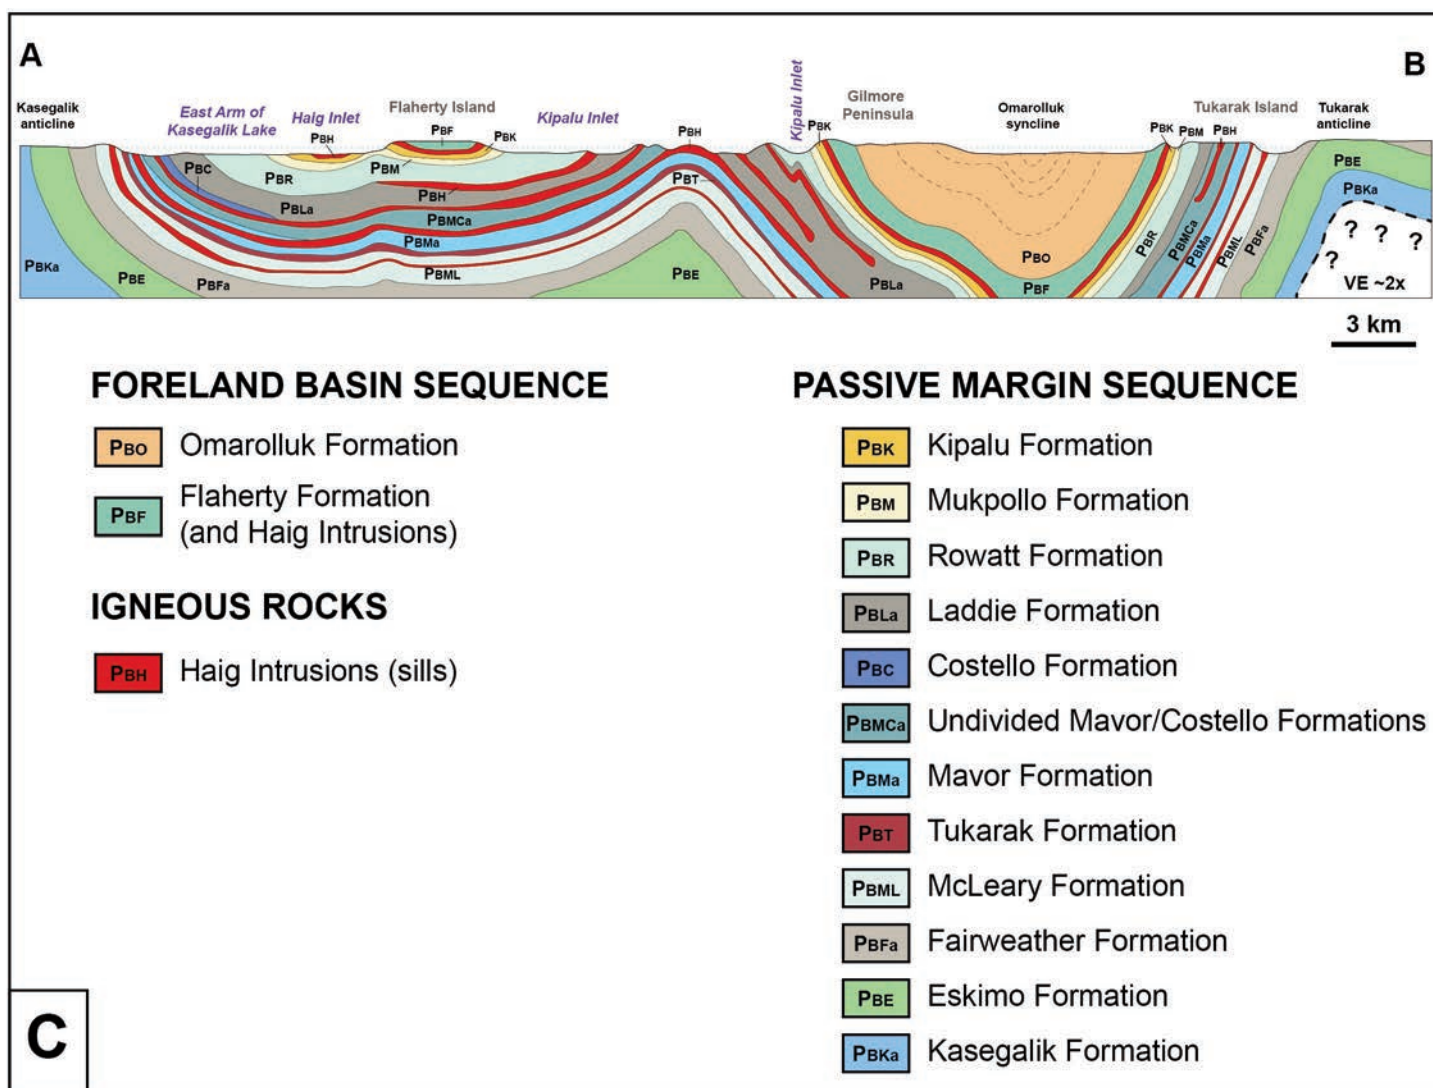 A
B
Kasegalik
anticline
East Arm of
Kasegalik Lake
Haig Inlet
Flaherty Island
Kipalu Inlet
Kipalu Inlet
Gilmore
Peninsula
Omarolluk
syncline
Tukarak Island
Tukarak
anticline
PBH
PBF
PBK
PBH
PBK
PBK
PBM
PBH
PBC
PBR
PBM
PBT
PBE
PBKa
PBLa
PBH
PBMCa
PBMa
PBML
PBKa
PBE
PBFa
PBE
PBLa
PBO
PBF
PBR
PBMCa
PBMa
PBML
PBFa
? ? ?
?
VE ~2x
3 km
FORELAND BASIN SEQUENCE
PBO Omarolluk Formation
PBF Flaherty Formation
(and Haig Intrusions)
IGNEOUS ROCKS
PBH Haig Intrusions (sills)
PASSIVE MARGIN SEQUENCE
PBK Kipalu Formation
PBM Mukpollo Formation
PBR Rowatt Formation
PBLa Laddie Formation
PBC Costello Formation
PBMCa Undivided Mavor/Costello Formations
PBMa Mavor Formation
PBT Tukarak Formation
PBML McLeary Formation
PBFa Fairweather Formation
PBE Eskimo Formation
PBKa Kasegalik Formation
C